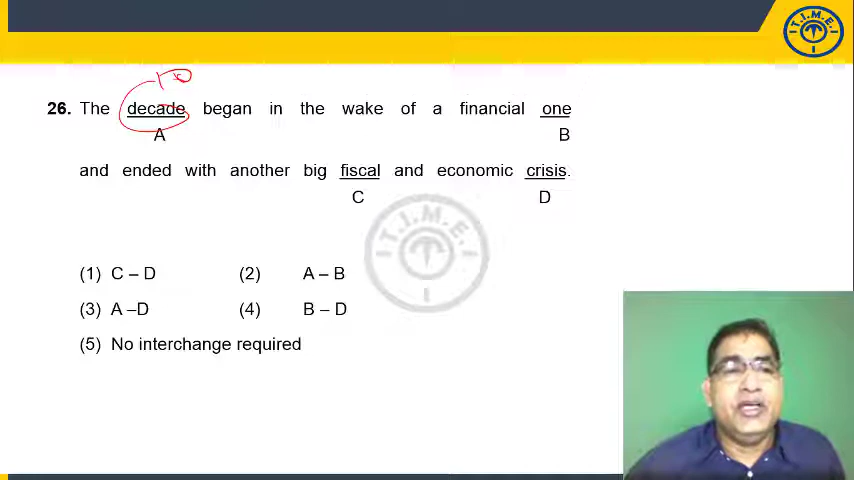 T.I.M.E.
10
26. The decade began in the wake of a financial one
A B
and ended with another big fiscal and economic crisis.
C D
T.I.M.E.
(1) C – D (2) A – B
(3) A –D (4) B – D
(5) No interchange required